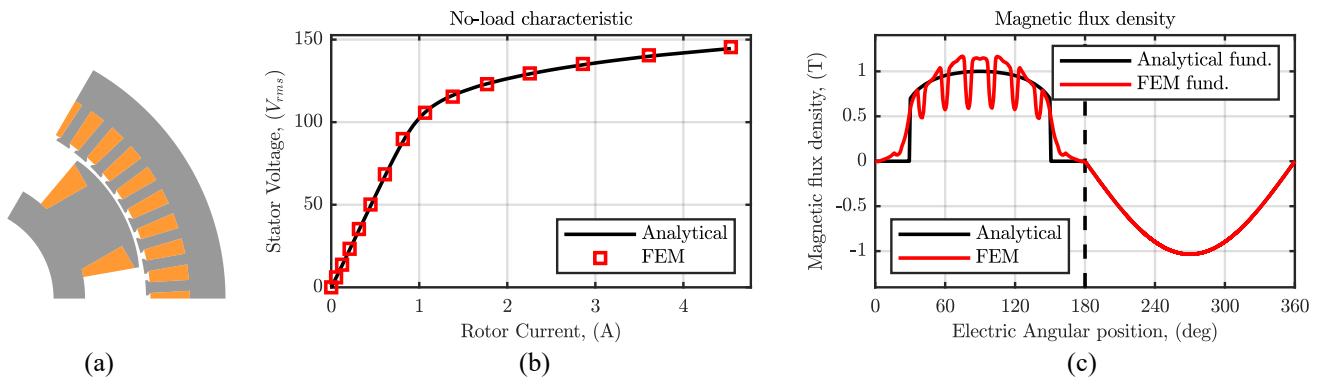 No-load characteristic
Stator Voltage, (V_rms)
150
100
50
0
0 1 2 3 4
Rotor Current, (A)
Analytical
FEM
Magnetic flux density
Magnetic flux density, (T)
1
0.5
0
-0.5
-1
0 60 120 180 240 300 360
Electric Angular position, (deg)
Analytical fund.
FEM fund.
Analytical
FEM
(a) (b) (c)